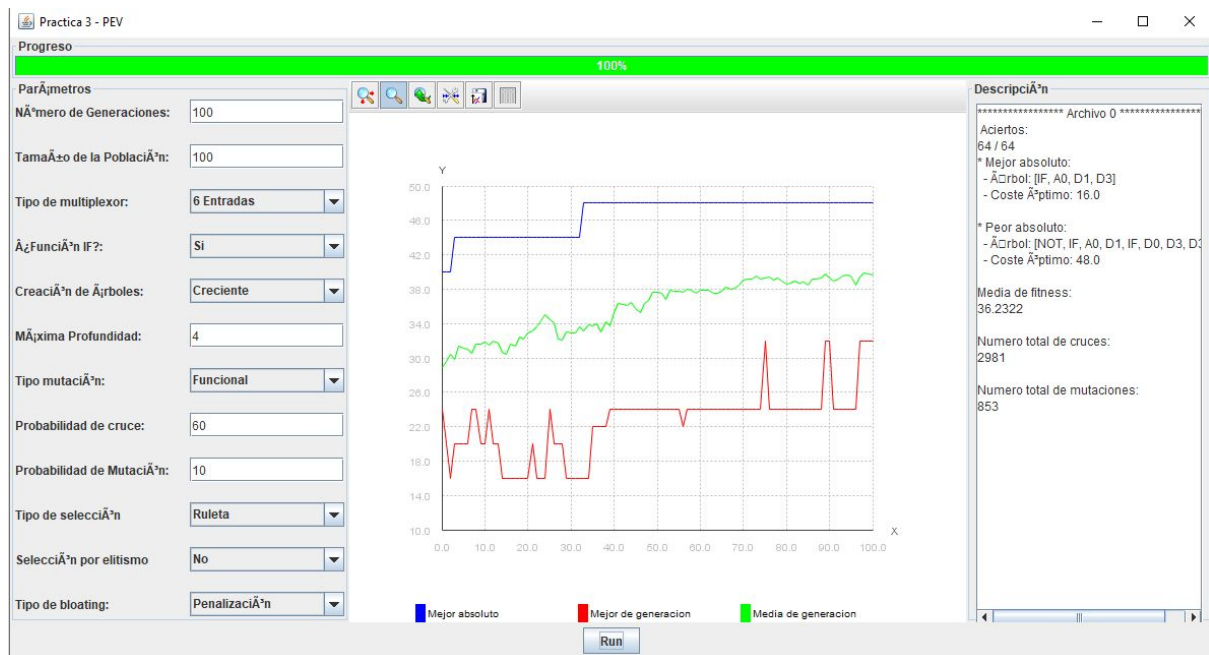 Practica 3 - PEV
Progreso
100%
ParÃ¡metros
NÃºmero de Generaciones: 100
TamaÃ±o de la PoblaciÃ³n: 100
Tipo de multiplexor: 6 Entradas
Â¿FunciÃ³n IF?: Si
CreaciÃ³n de Ã¡rboles: Creciente
MÃ¡xima Profundidad: 4
Tipo mutaciÃ³n: Funcional
Probabilidad de cruce: 60
Probabilidad de MutaciÃ³n: 10
Tipo de selecciÃ³n Ruleta
SelecciÃ³n por elitismo No
Tipo de bloating: PenalizaciÃ³n
Y
50.0
46.0
42.0
38.0
34.0
30.0
26.0
22.0
18.0
14.0
10.0
X
0.0 10.0 20.0 30.0 40.0 50.0 60.0 70.0 80.0 90.0 100.0
Mejor absoluto Mejor de generacion Media de generacion
DescripciÃ³n
**************** Archivo 0 ****************
Aciertos:
64 / 64
* Mejor absoluto:
- Ã□rbol: [IF, A0, D1, D3]
- Coste Ã³ptimo: 16.0
* Peor absoluto:
- Ã□rbol: [NOT, IF, A0, D1, IF, D0, D3,
- Coste Ã³ptimo: 48.0
Media de fitness:
36.2322
Numero total de cruces:
2981
Numero total de mutaciones:
853
Run